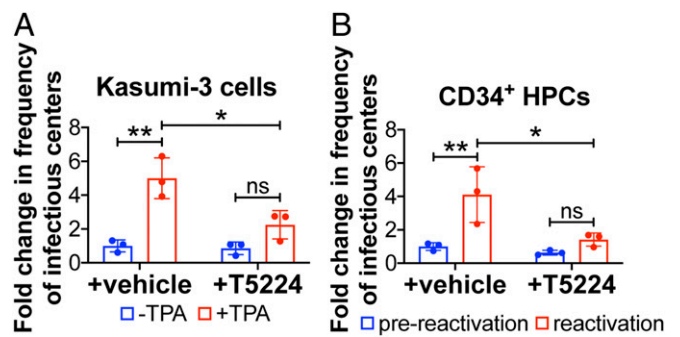 A
Kasumi-3 cells
Fold change in frequency
of infectious centers
8
6
4
2
0
**
*
ns
+vehicle +T5224
-TPA +TPA
B
CD34+ HPCs
Fold change in frequency
of infectious centers
8
6
4
2
0
**
*
ns
+vehicle +T5224
pre-reactivation reactivation